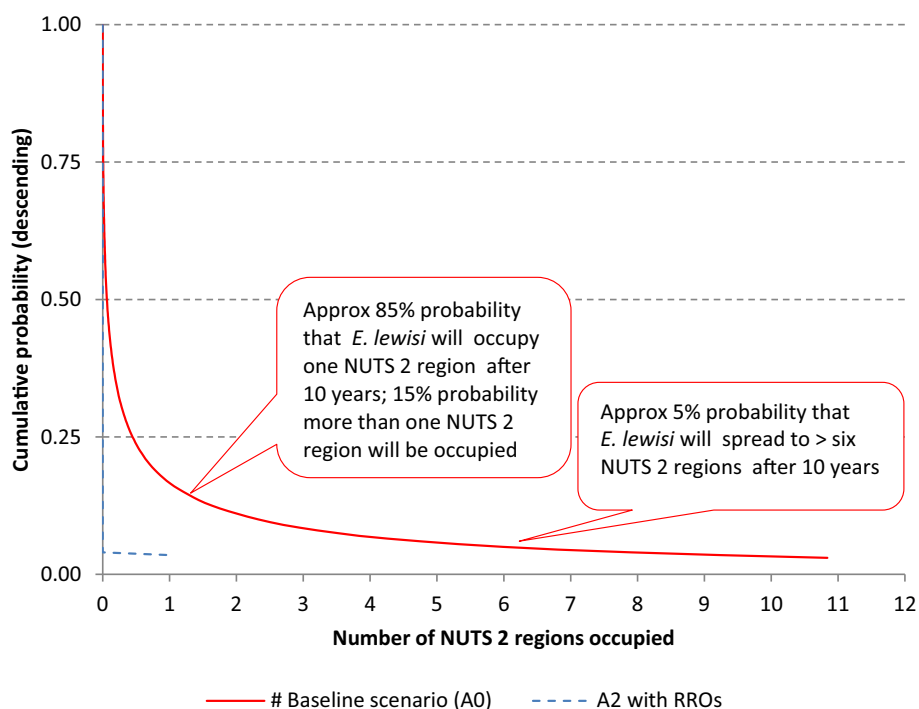 1.00
0.75
0.50
0.25
0.00
Cumulative probability (descending)
Approx 85% probability
that E. lewisi will occupy
one NUTS 2 region after
10 years; 15% probability
more than one NUTS 2
region will be occupied
Approx 5% probability that
E. lewisi will spread to > six
NUTS 2 regions after 10 years
0 1 2 3 4 5 6 7 8 9 10 11 12
Number of NUTS 2 regions occupied
# Baseline scenario (A0) A2 with RROs